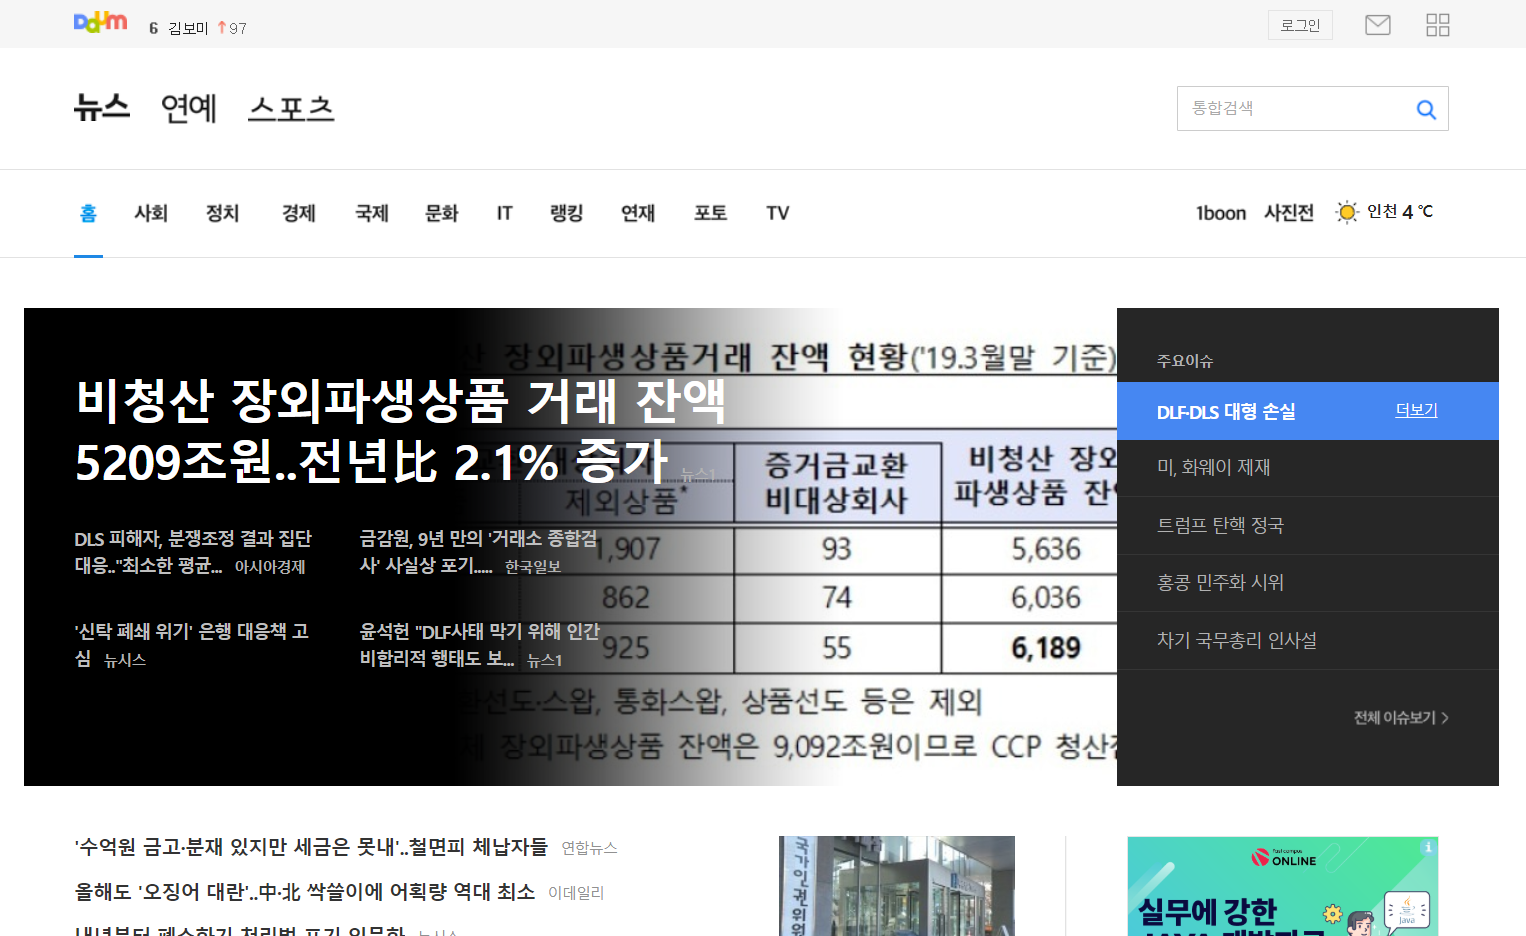 Daum 6 김보미 97 로그인
뉴스 연예 스포츠 통합검색
홈 사회 정치 경제 국제 문화 IT 랭킹 연재 포토 TV 1boon 사진전 인천 4 ℃
산 장외파생상품거래 잔액 현황('19.3월말 기준)
비청산 장외파생상품 거래 잔액
5209조원..전년比 2.1% 증가 뉴스1
증거금교환 비청산 장외
제외상품* 비대상회사 파생상품 잔액
DLS 피해자, 분쟁조정 결과 집단
대응.."최소한 평균... 아시아경제
금감원, 9년 만의 '거래소 종합검
사' 사실상 포기..... 한국일보
1,907 93 5,636
862 74 6,036
925 55 6,189
'신탁 폐쇄 위기' 은행 대응책 고
심 뉴시스
윤석헌 "DLF사태 막기 위해 인간
비합리적 행태도 보... 뉴스1
환선도·스왑, 통화스왑, 상품선도 등은 제외
제 장외파생상품 잔액은 9,092조원이므로 CCP 청산
주요이슈
DLF·DLS 대형 손실 더보기
미, 화웨이 제재
트럼프 탄핵 정국
홍콩 민주화 시위
차기 국무총리 인사설
전체 이슈보기
'수억원 금고·분재 있지만 세금은 못내'..철면피 체납자들 연합뉴스
올해도 '오징어 대란'..中·北 싹쓸이에 어획량 역대 최소 이데일리
국가인권위원
fast campus
ONLINE
실무에 강한
Java